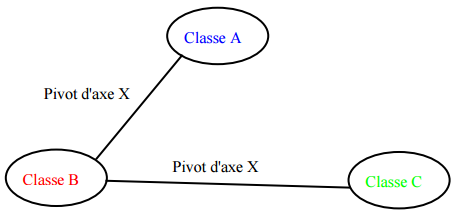 Classe A
Pivot d'axe X
Pivot d'axe X
Classe B
Classe C